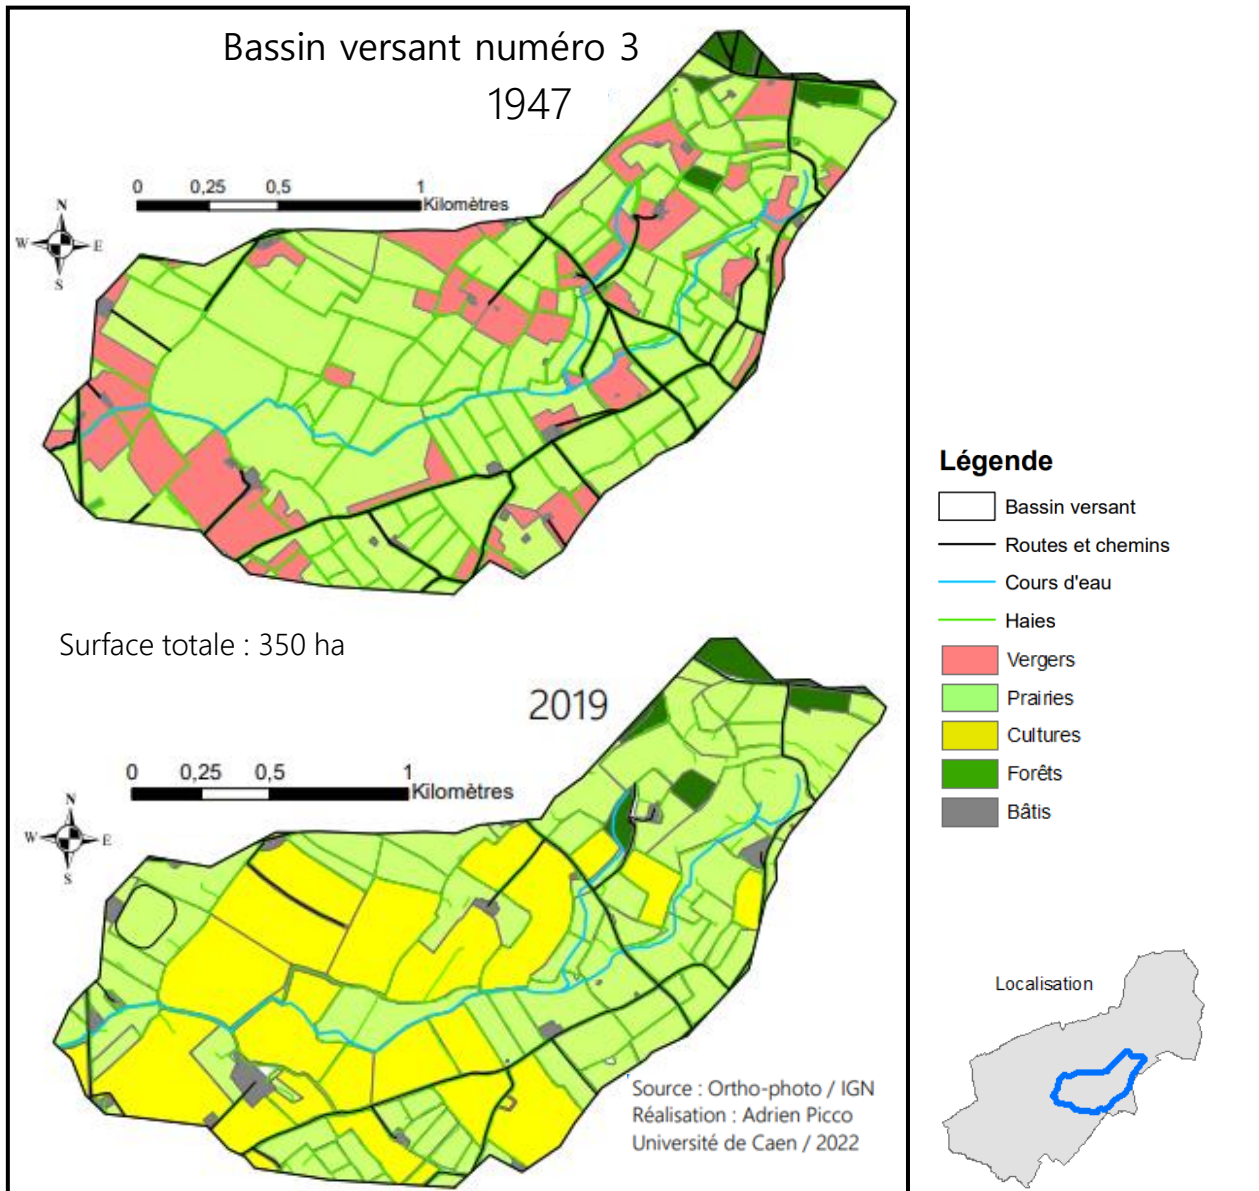 Bassin versant numéro 3
1947
0 0,25 0,5 1
Kilomètres
N
W E
S
Surface totale : 350 ha
2019
0 0,25 0,5 1
Kilomètres
N
W E
S
Source : Ortho-photo / IGN
Réalisation : Adrien Picco
Université de Caen / 2022
Légende
Bassin versant
Routes et chemins
Cours d'eau
Haies
Vergers
Prairies
Cultures
Forêts
Bâtis
Localisation